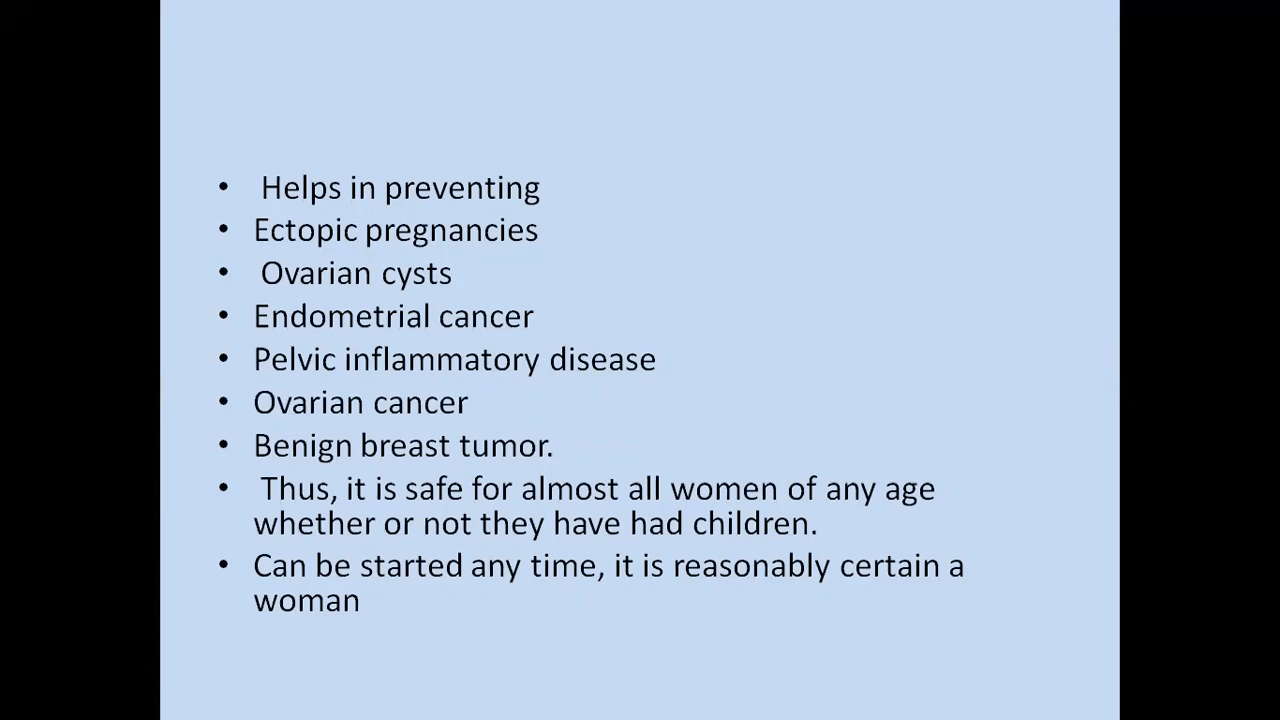 • Helps in preventing
• Ectopic pregnancies
• Ovarian cysts
• Endometrial cancer
• Pelvic inflammatory disease
• Ovarian cancer
• Benign breast tumor.
• Thus, it is safe for almost all women of any age
whether or not they have had children.
• Can be started any time, it is reasonably certain a
woman